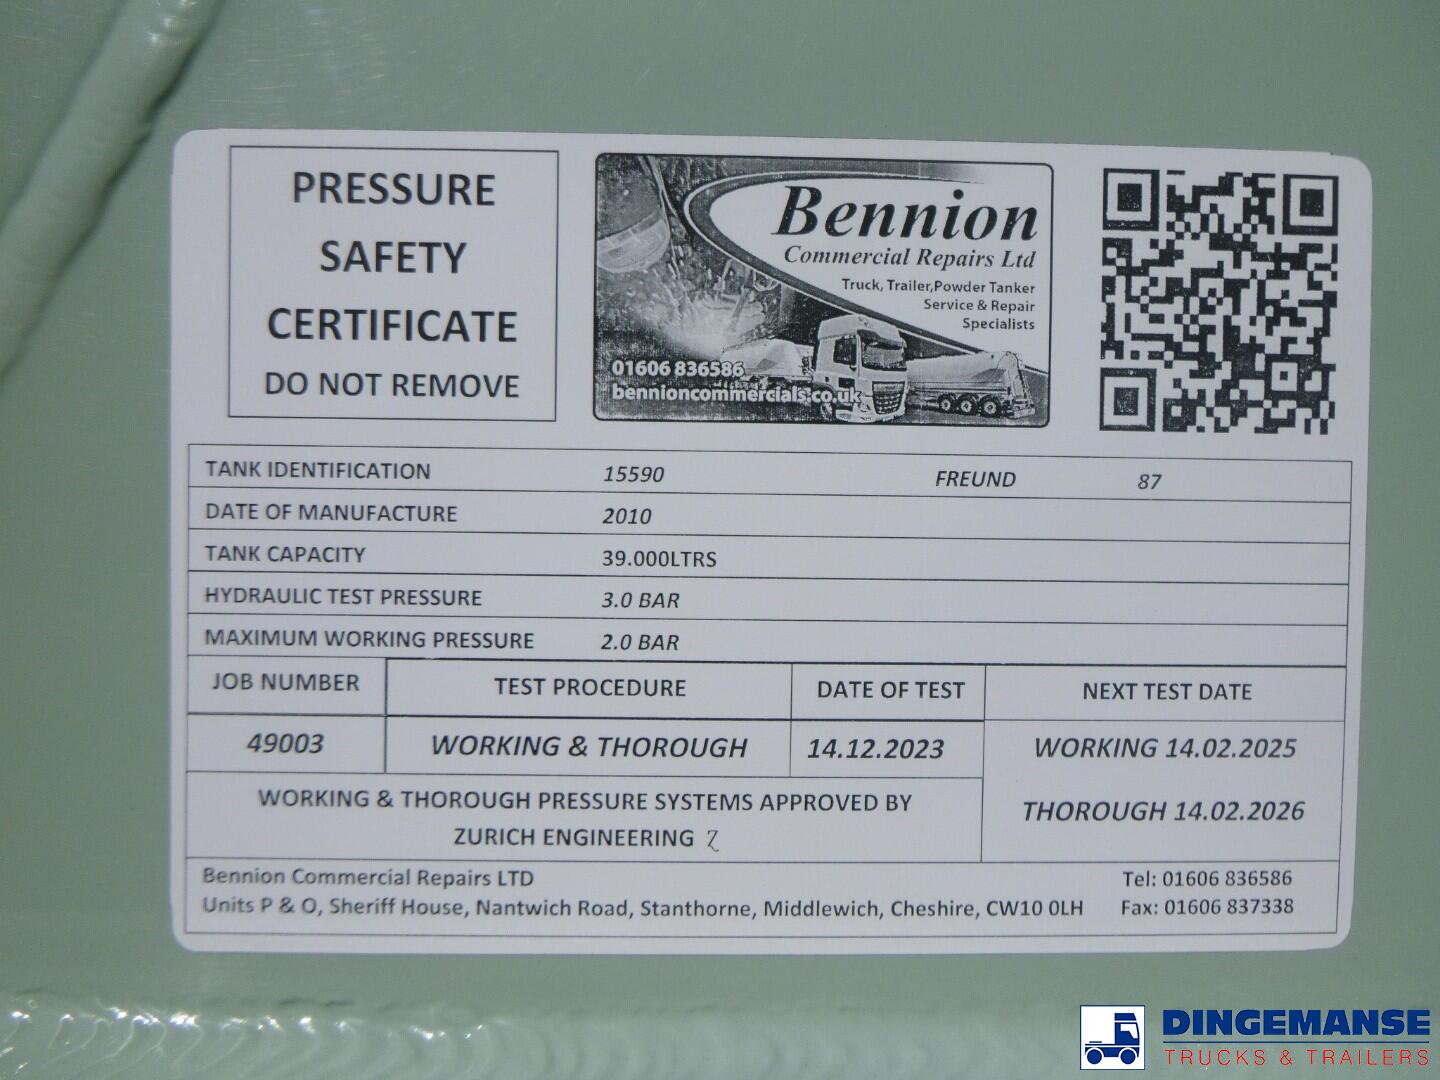 PRESSURE
SAFETY
CERTIFICATE
DO NOT REMOVE
Bennion
Commercial Repairs Ltd
Truck, Trailer,Powder Tanker
Service & Repair
Specialists
01606 836586
bennioncommercials.co.uk
TANK IDENTIFICATION 15590 FREUND 87
DATE OF MANUFACTURE 2010
TANK CAPACITY 39.000LTRS
HYDRAULIC TEST PRESSURE 3.0 BAR
MAXIMUM WORKING PRESSURE 2.0 BAR
JOB NUMBER TEST PROCEDURE DATE OF TEST NEXT TEST DATE
49003 WORKING & THOROUGH 14.12.2023 WORKING 14.02.2025
THOROUGH 14.02.2026
WORKING & THOROUGH PRESSURE SYSTEMS APPROVED BY
ZURICH ENGINEERING Z
Bennion Commercial Repairs LTD Tel: 01606 836586
Units P & O, Sheriff House, Nantwich Road, Stanthorne, Middlewich, Cheshire, CW10 0LH Fax: 01606 837338
DINGEMANSE
TRUCKS & TRAILERS